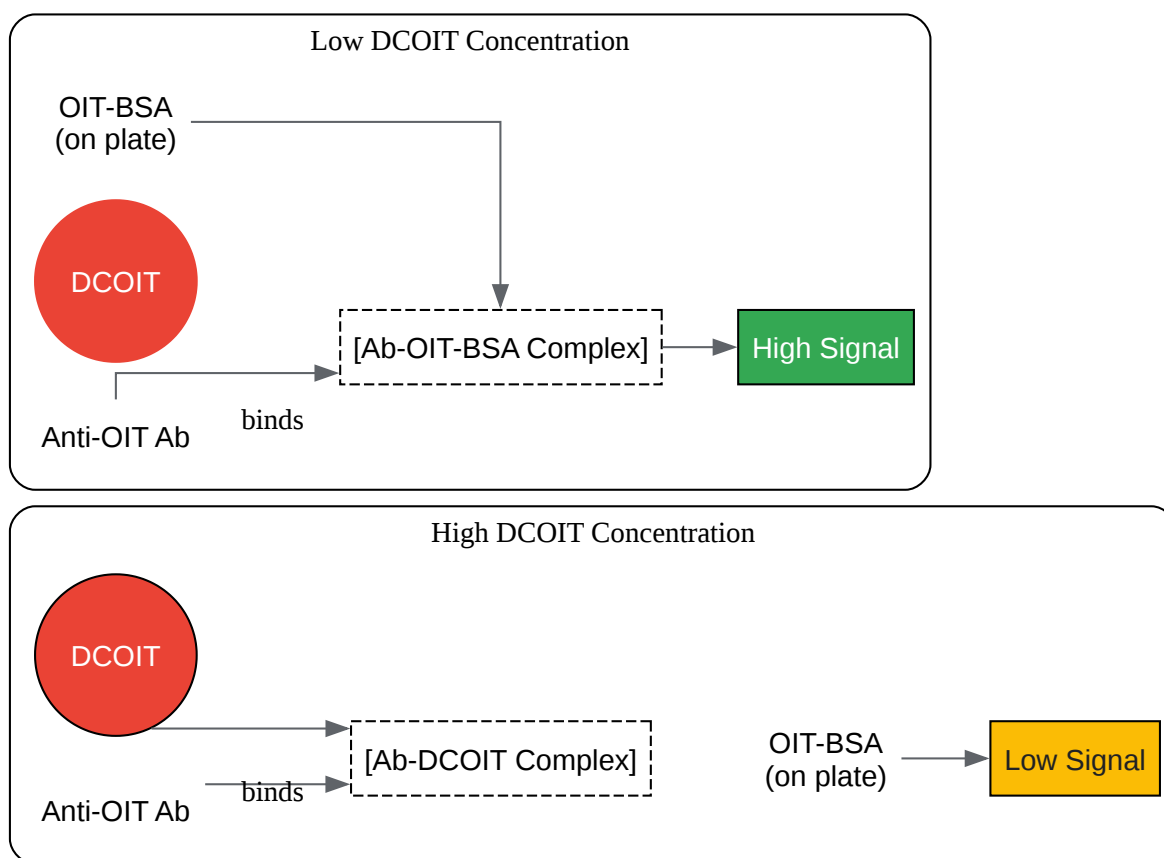 Low DCOIT Concentration
OIT-BSA
(on plate)
DCOIT
[Ab-OIT-BSA Complex]
High Signal
binds
Anti-OIT Ab
High DCOIT Concentration
DCOIT
[Ab-DCOIT Complex]
OIT-BSA
(on plate)
Low Signal
binds
Anti-OIT Ab